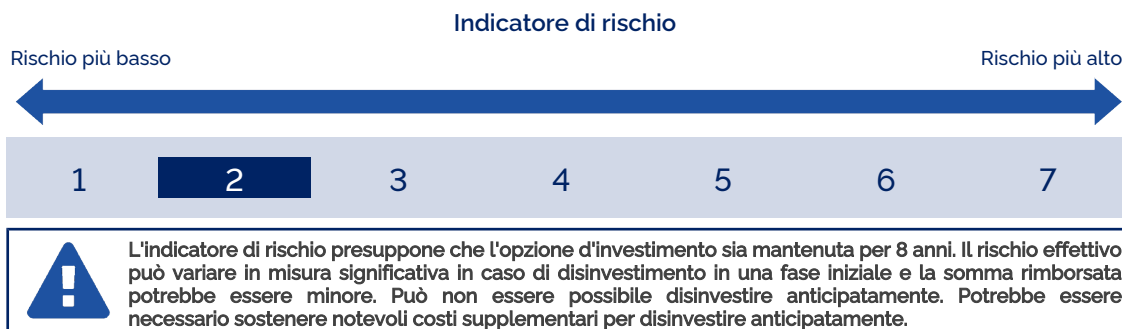 Indicatore di rischio
Rischio più basso
Rischio più alto
1 2 3 4 5 6 7
L'indicatore di rischio presuppone che l'opzione d'investimento sia mantenuta per 8 anni. Il rischio effettivo
può variare in misura significativa in caso di disinvestimento in una fase iniziale e la somma rimborsata
potrebbe essere minore. Può non essere possibile disinvestire anticipatamente. Potrebbe essere
necessario sostenere notevoli costi supplementari per disinvestire anticipatamente.